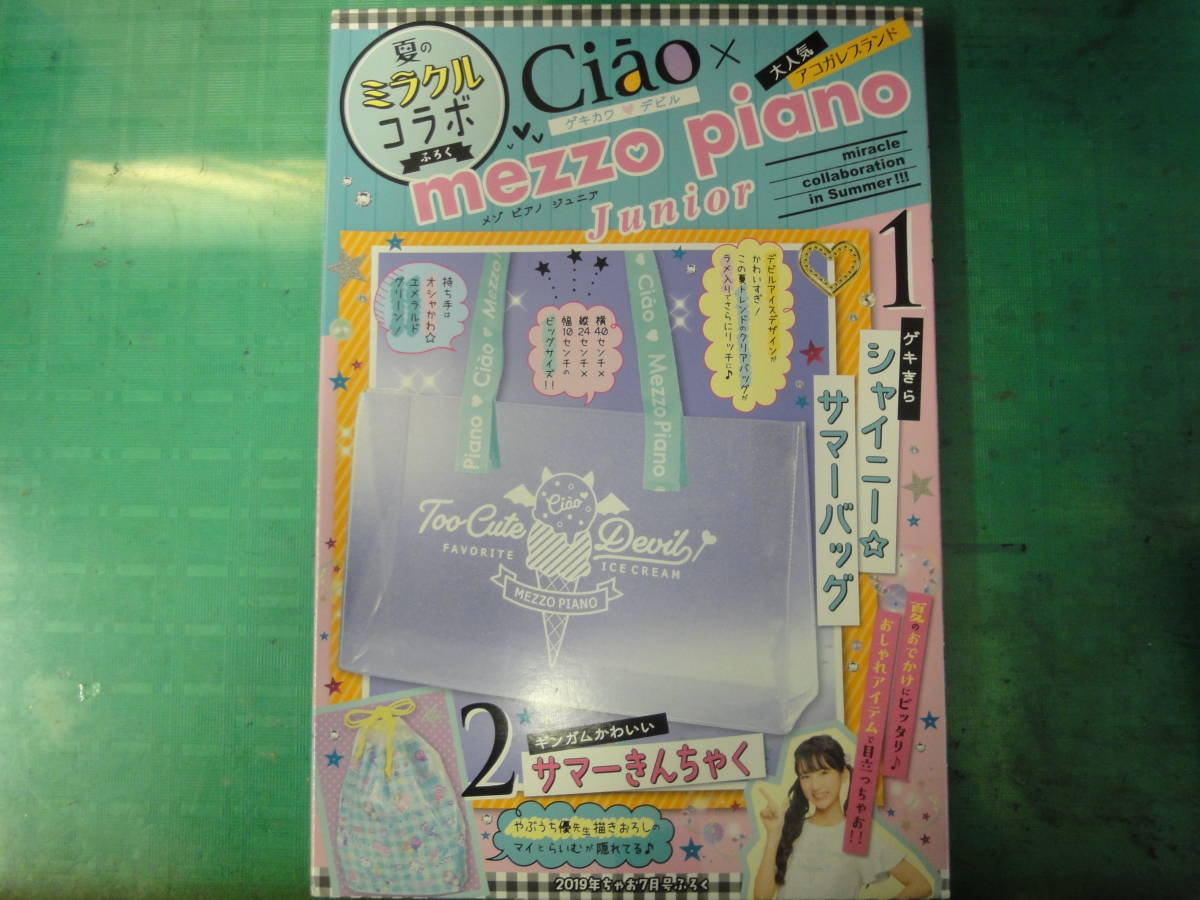 夏の
ミラクル
コラボ
ふろく
Ciāo×
ゲキカワ♥デビル
大人気
アコガレブランド
mezzo piano
メゾ ピアノ ジュニア
Junior
miracle
collaboration
in Summer!!!
1
ゲキきら
シャイニー☆
サマーバッグ
デビルアイスデザインが
かわいすぎ!
この夏トレンドのクリアバッグが
ラメ入りでさらにリッチに♪
横40センチ×
縦24センチ×
幅10センチの
ビッグサイズ!!
持ち手は
オシャかわ☆
エメラルド
グリーン!
Piano ♥ Ciāo ♥ Mezzo
Ciāo ♥ Mezzo Piano
Ciāo
Too Cute Devil
FAVORITE ICE CREAM
MEZZO PIANO
夏のおでかけにピッタリ♪
おしゃれアイテムで目立っちゃお!!
2
ギンガムかわいい
サマーきんちゃく
やぶうち優先生描きおろしの
マイとらいむが隠れてる♪
2019年ちゃお7月号ふろく